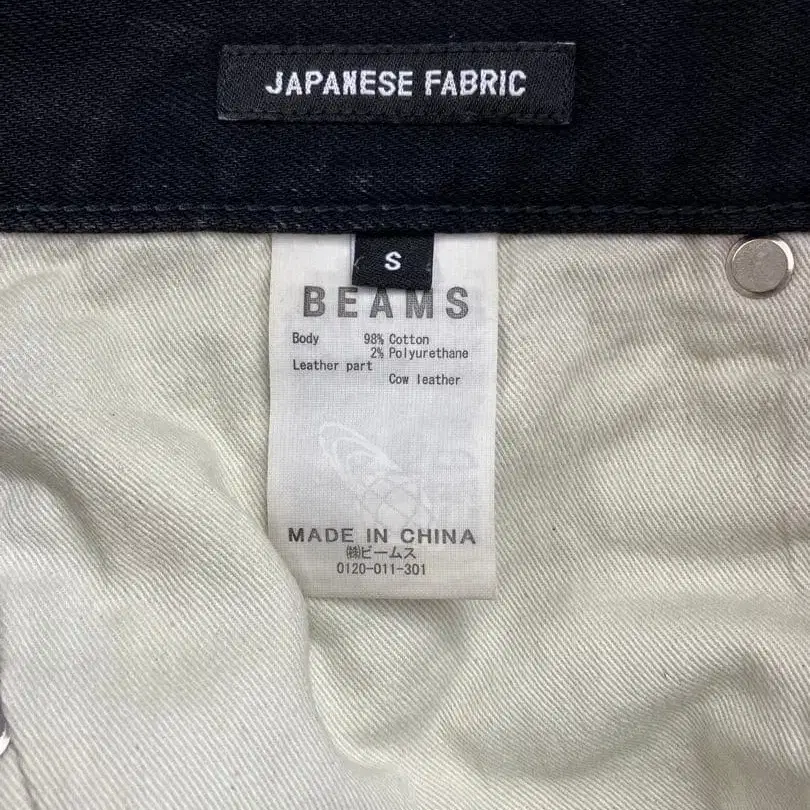 JAPANESE FABRIC
S
BEAMS
Body 98% Cotton
2% Polyurethane
Leather part
Cow leather
MADE IN CHINA
㈱ビームス
0120-011-301